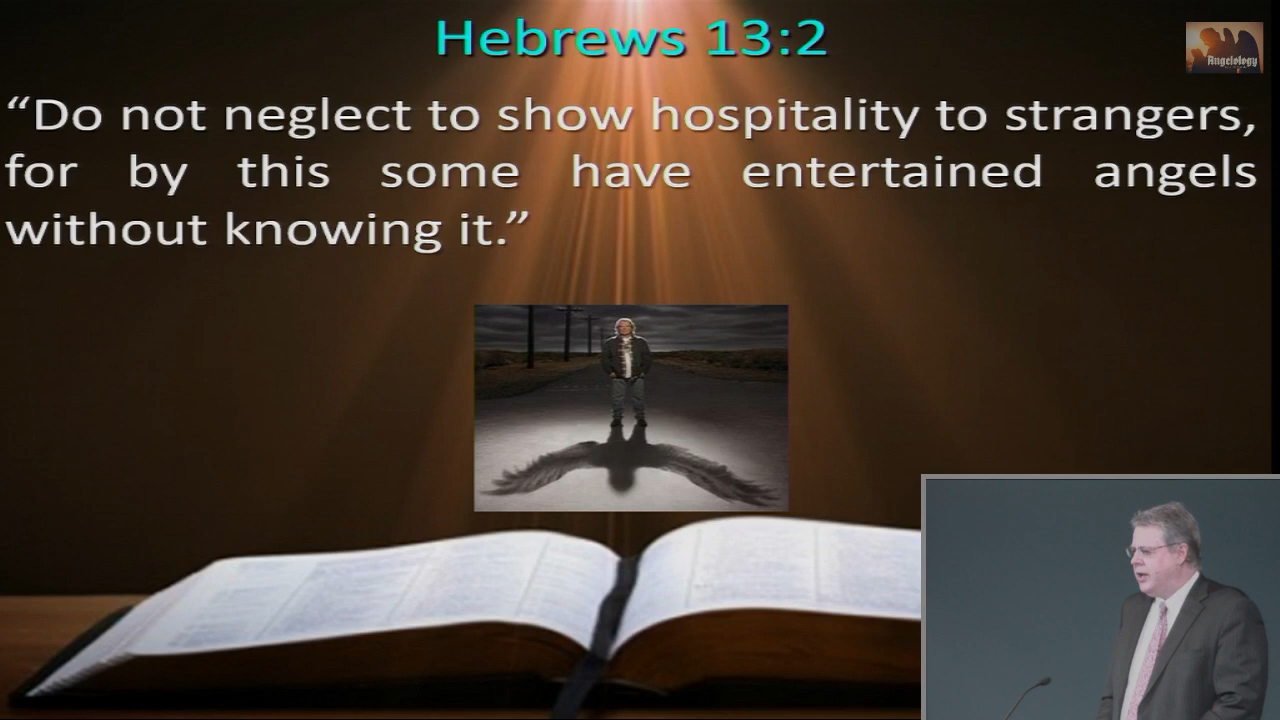 Hebrews 13:2
Angelology
“Do not neglect to show hospitality to strangers,
for by this some have entertained angels
without knowing it.”